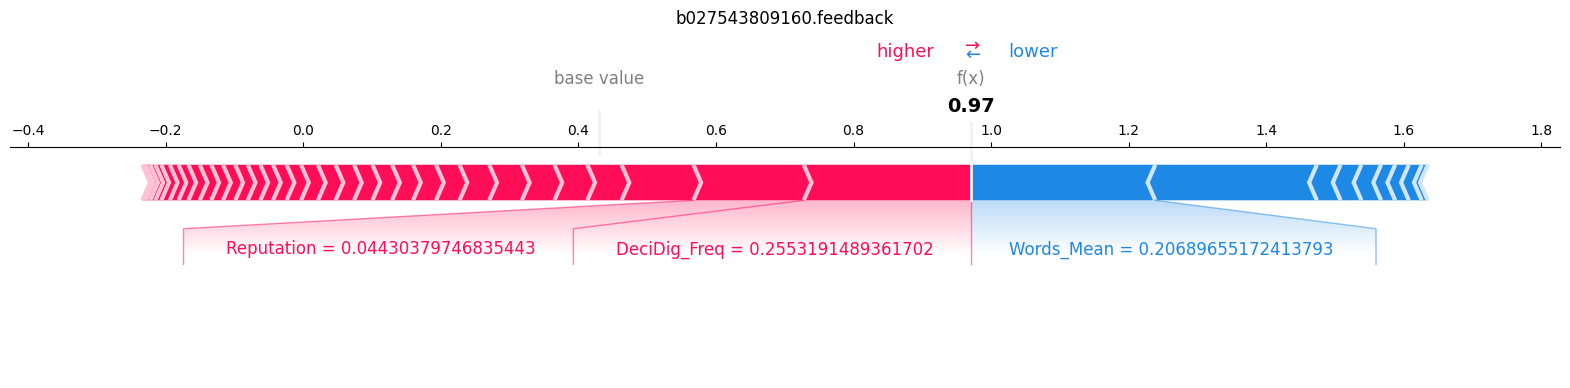 b027543809160.feedback
higher → ← lower
base value f(x)
0.97
−0.4 −0.2 0.0 0.2 0.4 0.6 0.8 1.0 1.2 1.4 1.6 1.8
Reputation = 0.04430379746835443 DeciDig_Freq = 0.2553191489361702 Words_Mean = 0.20689655172413793